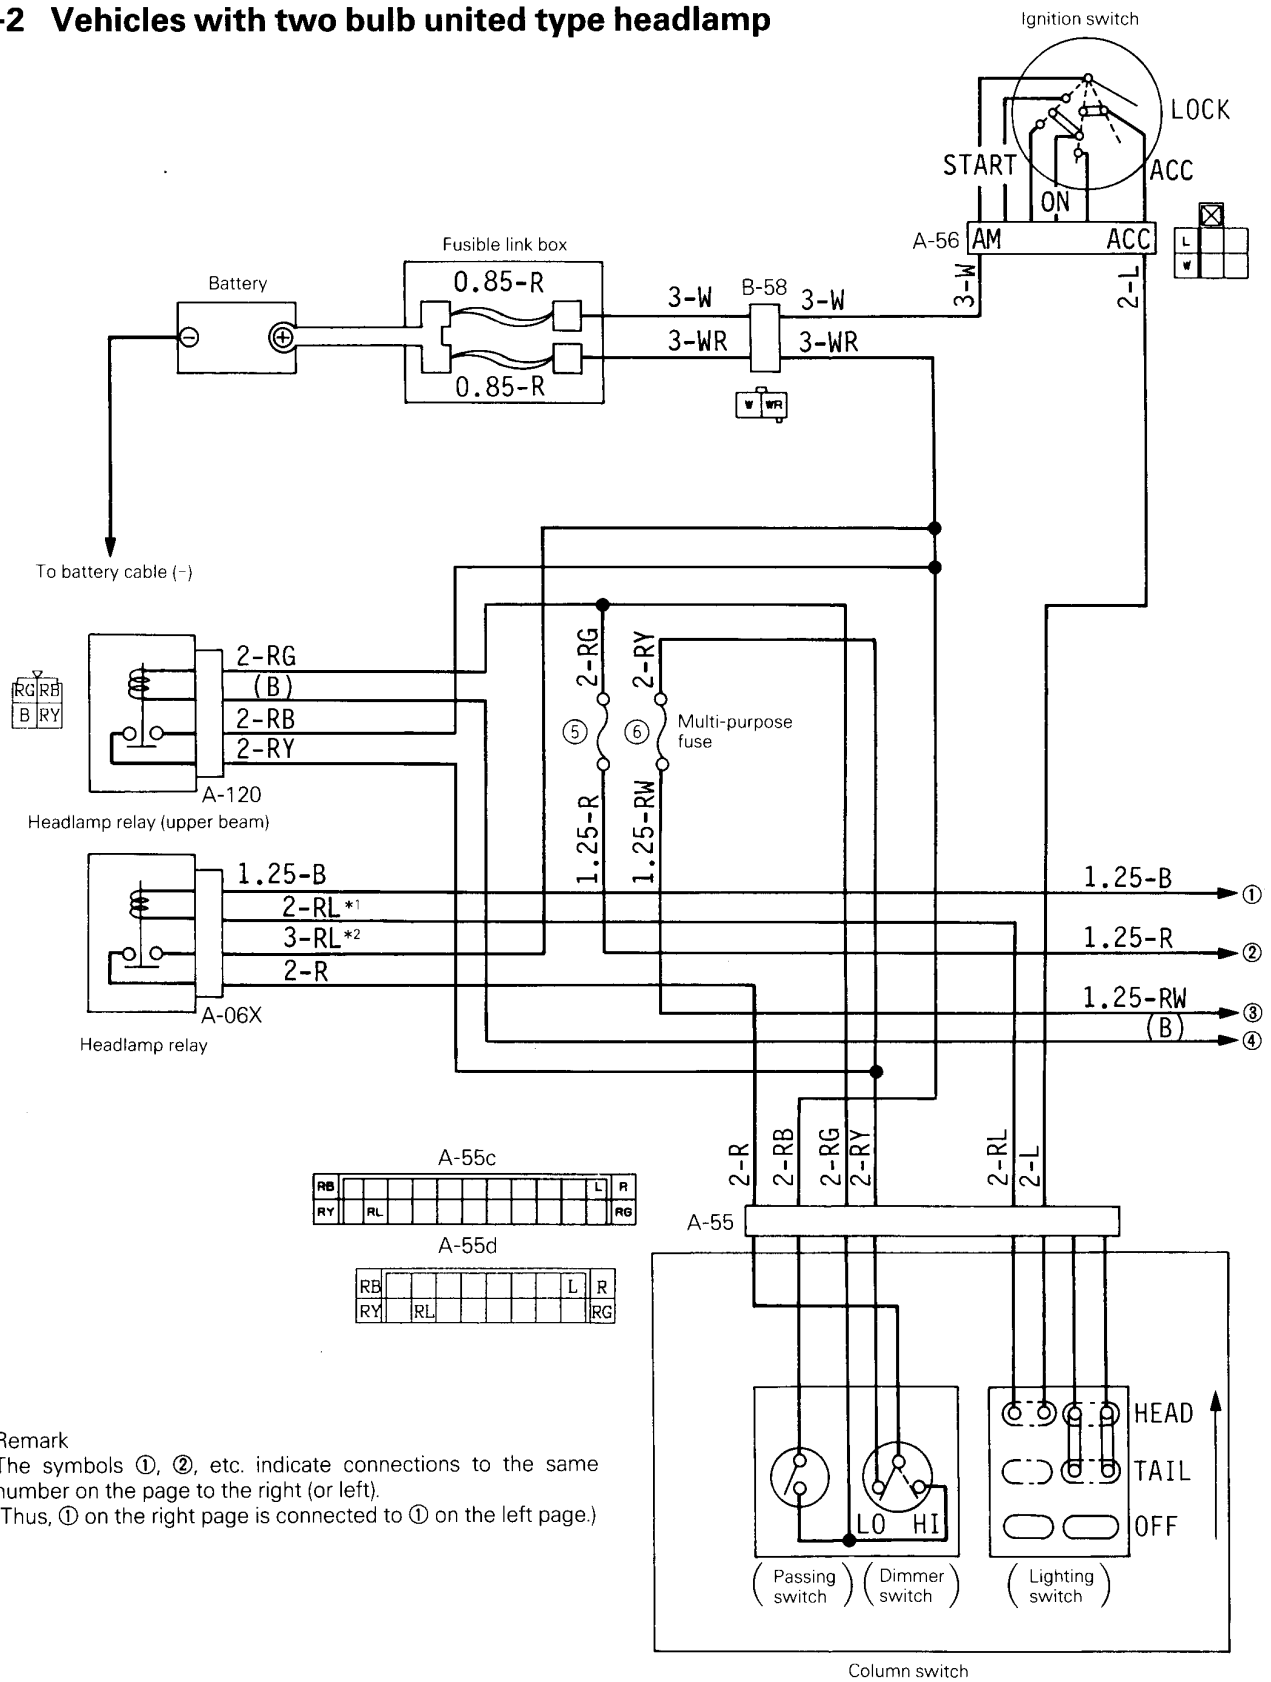 -2 Vehicles with two bulb united type headlamp
Ignition switch
LOCK
START
ACC
ON
A-56
AM
ACC
L
W
3-W
2-L
Fusible link box
Battery
0.85-R
0.85-R
3-W
3-WR
B-58
3-W
3-WR
W WR
To battery cable (−)
RG RB
B RY
2-RG
(B)
2-RB
2-RY
A-120
Headlamp relay (upper beam)
2-RG
2-RY
⑤
⑥
Multi-purpose
fuse
1.25-R
1.25-RW
1.25-B
2-RL*1
3-RL*2
2-R
A-06X
Headlamp relay
1.25-B
①
1.25-R
②
1.25-RW
③
(B)
④
2-R
2-RB
2-RG
2-RY
2-RL
2-L
A-55c
RB L R
RY RL RG
A-55d
RB L R
RY RL RG
A-55
Remark
The symbols ①, ②, etc. indicate connections to the same
number on the page to the right (or left).
(Thus, ① on the right page is connected to ① on the left page.)
HEAD
TAIL
OFF
LO HI
(Passing
switch)
(Dimmer
switch)
(Lighting
switch)
Column switch